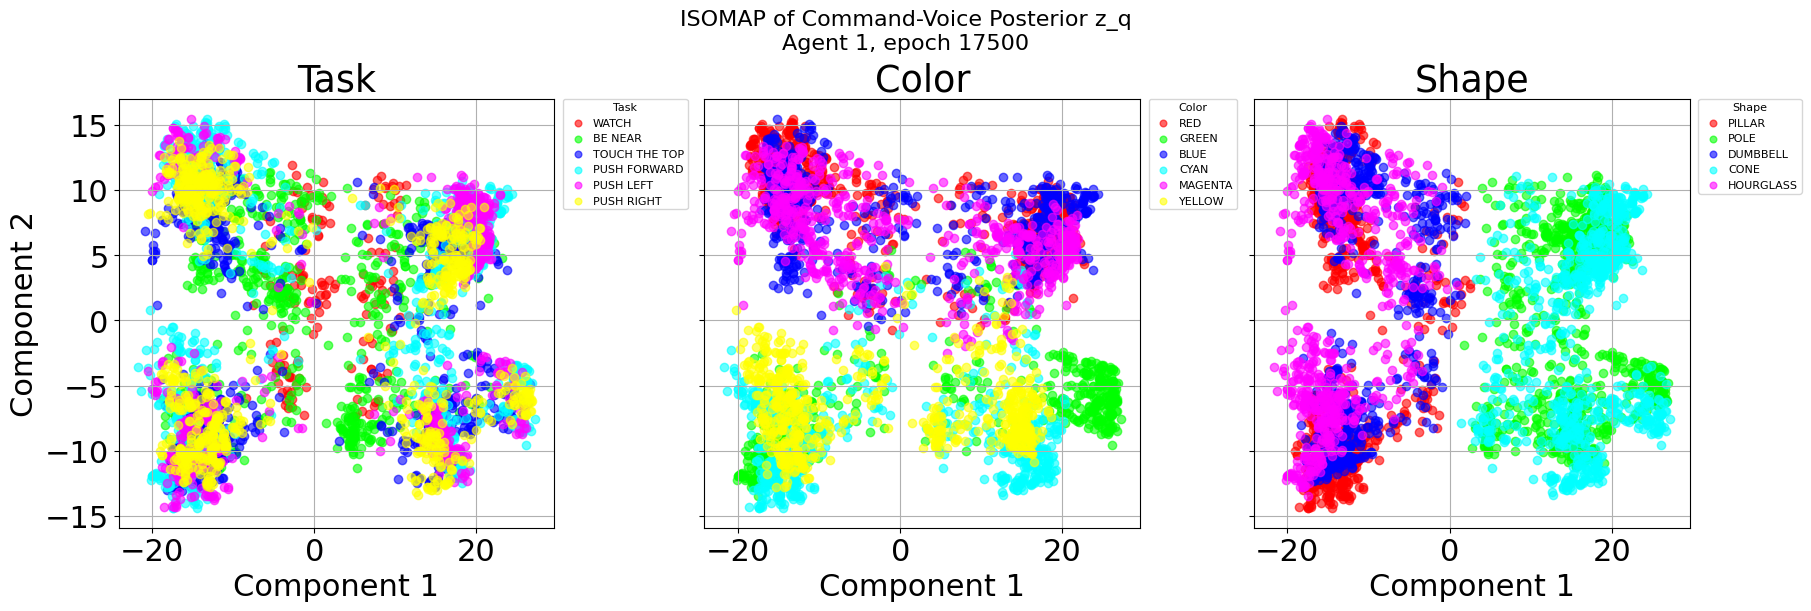 ISOMAP of Command-Voice Posterior z_q
Agent 1, epoch 17500
Task
Color
Shape
Component 2
15
10
5
0
−5
−10
−15
−20
0
20
Component 1
Task
WATCH
BE NEAR
TOUCH THE TOP
PUSH FORWARD
PUSH LEFT
PUSH RIGHT
−20
0
20
Component 1
Color
RED
GREEN
BLUE
CYAN
MAGENTA
YELLOW
−20
0
20
Component 1
Shape
PILLAR
POLE
DUMBBELL
CONE
HOURGLASS